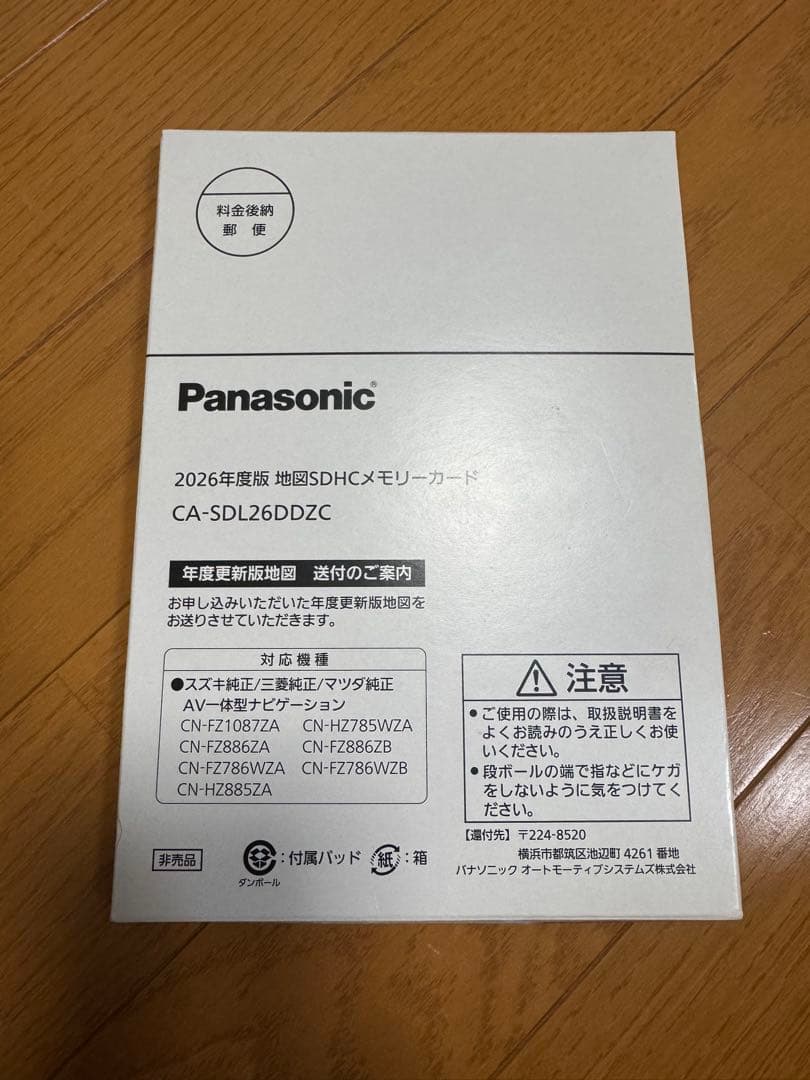 料金後納
郵 便
Panasonic®
2026年度版 地図SDHCメモリーカード
CA-SDL26DDZC
年度更新版地図 送付のご案内
お申し込みいただいた年度更新版地図を
お送りさせていただきます。
対応機種
●スズキ純正/三菱純正/マツダ純正
AV一体型ナビゲーション
CN-FZ1087ZA CN-HZ785WZA
CN-FZ886ZA CN-FZ886ZB
CN-FZ786WZA CN-FZ786WZB
CN-HZ885ZA
注意
●ご使用の際は、取扱説明書を
よくお読みのうえ正しくお使
いください。
●段ボールの端で指などにケガ
をしないように気をつけてく
ださい。
非売品
ダンボール
:付属パッド
紙
:箱
【還付先】〒224-8520
横浜市都筑区池辺町 4261 番地
パナソニック オートモーティブシステムズ株式会社